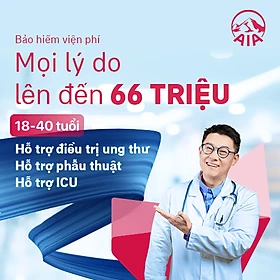 AIA
Bảo hiểm viện phí
Mọi lý do
lên đến 66 TRIỆU
18-40 tuổi
Hỗ trợ điều trị ung thư
Hỗ trợ phẫu thuật
Hỗ trợ ICU